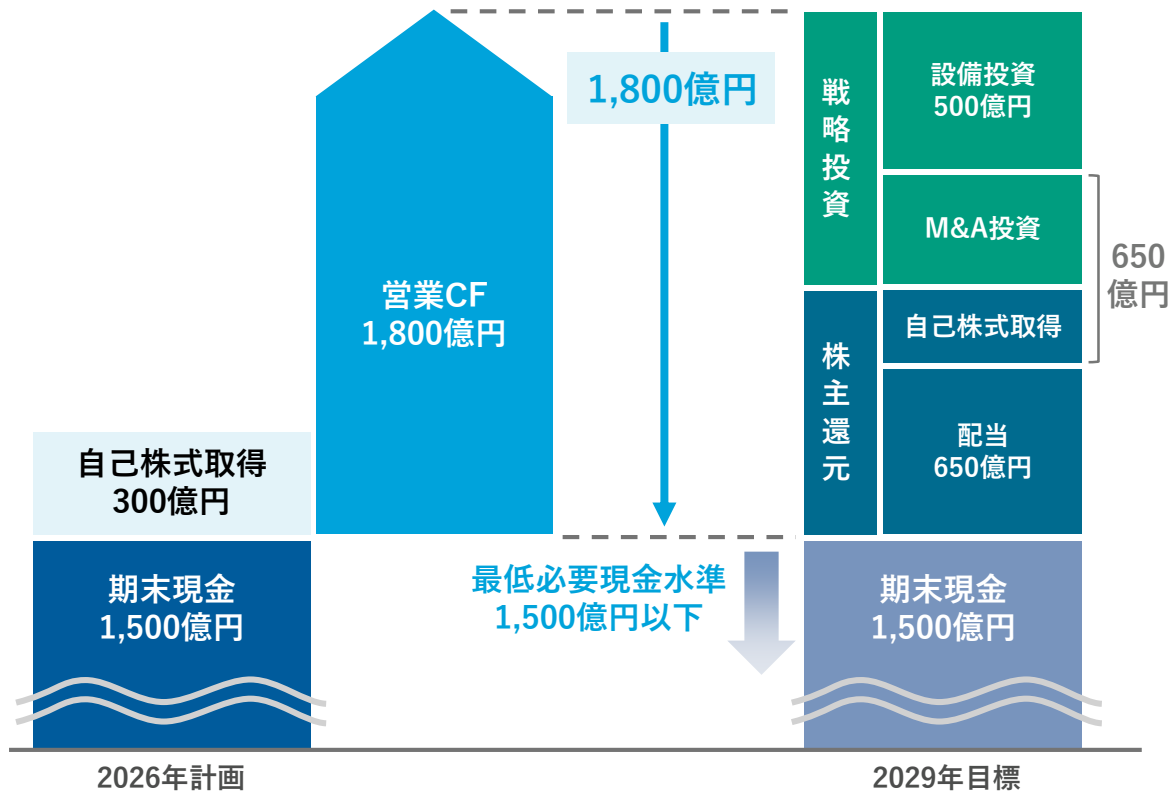 自己株式取得
300億円
期末現金
1,500億円
2026年計画
営業CF
1,800億円
1,800億円
最低必要現金水準
1,500億円以下
戦略投資
設備投資
500億円
M&A投資
株主還元
自己株式取得
配当
650億円
650
億円
期末現金
1,500億円
2029年目標